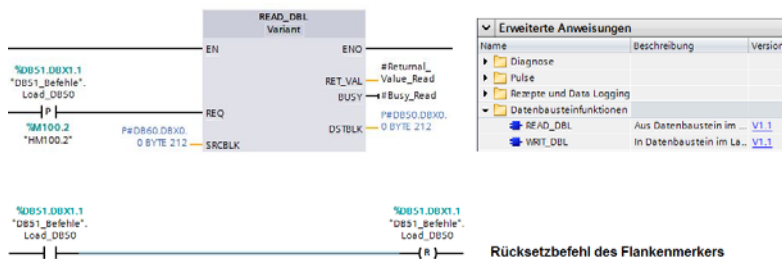 READ_DBL
Variant
EN
ENO
%DB51.DBX1.1
"DB51_Befehle".
Load_DB50
P
%M100.2
"HM100.2"
REQ
P#DB60.DBX0.
0 BYTE 212
SRCBLK
RET_VAL
#Returnal_
Value_Read
BUSY
#Busy_Read
DSTBLK
P#DB50.DBX0.
0 BYTE 212
Erweiterte Anweisungen
Name Beschreibung Version
Diagnose
Pulse
Rezepte und Data Logging
Datenbausteinfunktionen
READ_DBL Aus Datenbaustein im ... V1.1
WRIT_DBL In Datenbaustein im La... V1.1
%DB51.DBX1.1
"DB51_Befehle".
Load_DB50
%DB51.DBX1.1
"DB51_Befehle".
Load_DB50
R
Rücksetzbefehl des Flankenmerkers